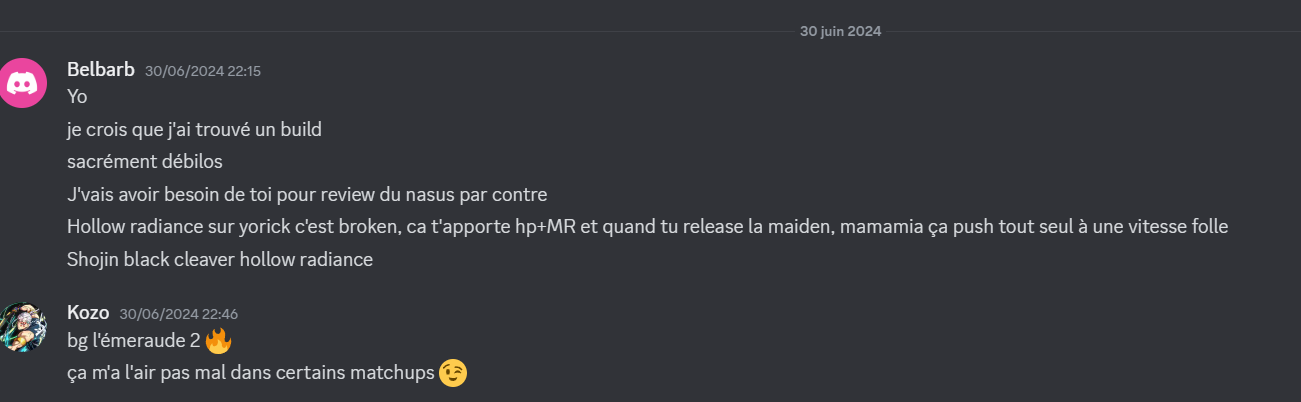 30 juin 2024
Belbarb 30/06/2024 22:15
Yo
je crois que j'ai trouvé un build
sacrément débilos
J'vais avoir besoin de toi pour review du nasus par contre
Hollow radiance sur yorick c'est broken, ca t'apporte hp+MR et quand tu release la maiden, mamamia ça push tout seul à une vitesse folle
Shojin black cleaver hollow radiance
Kozo 30/06/2024 22:46
bg l'émeraude 2 🔥
ça m'a l'air pas mal dans certains matchups 😉